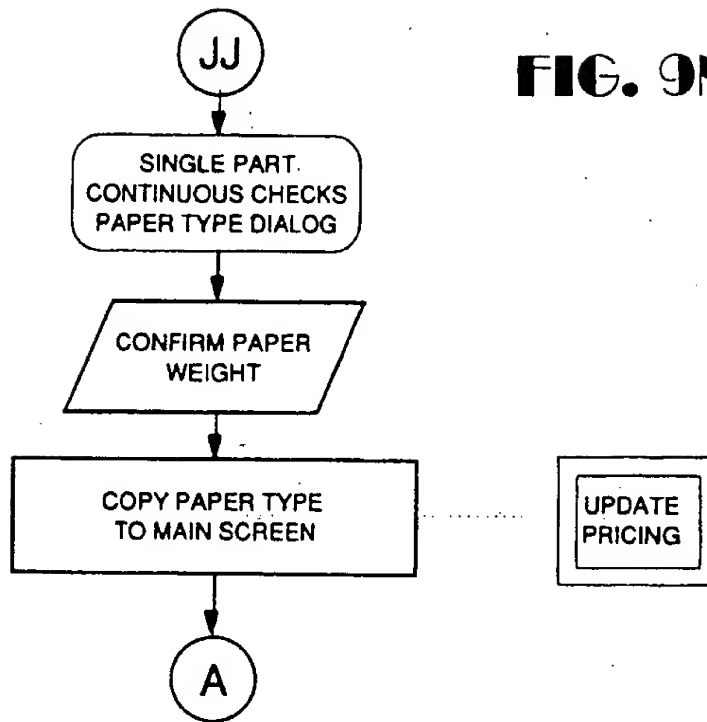 JJ
FIG. 9
SINGLE PART.
CONTINUOUS CHECKS
PAPER TYPE DIALOG
CONFIRM PAPER
WEIGHT
COPY PAPER TYPE
TO MAIN SCREEN
UPDATE
PRICING
A